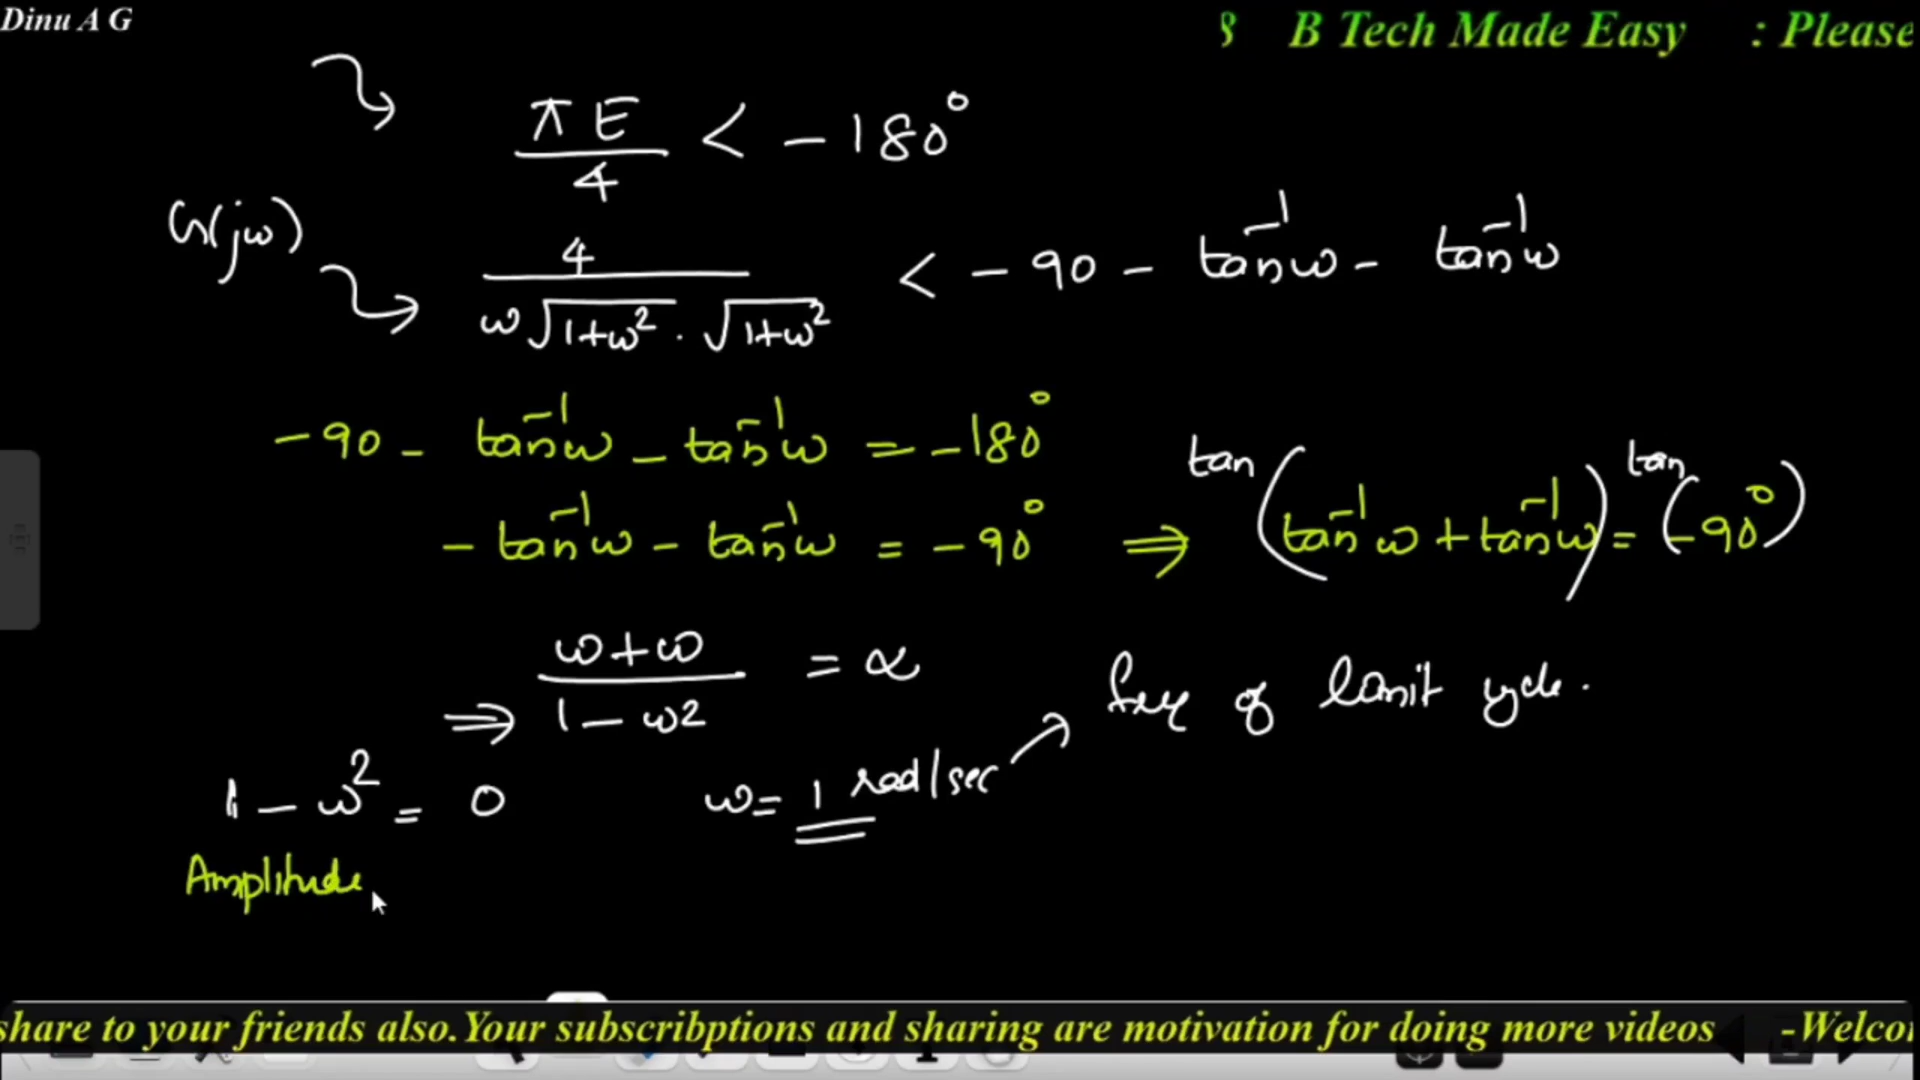 Dinu A G
8 B Tech Made Easy : Please
πE/4 < -180°
G(jω)
4/(ω√(1+ω²) · √(1+ω²)) < -90 - tan⁻¹ω - tan⁻¹ω
-90 - tan⁻¹ω - tan⁻¹ω = -180°
-tan⁻¹ω - tan⁻¹ω = -90° ⇒ tan(tan⁻¹ω + tan⁻¹ω) = tan(-90°)
⇒ (ω+ω)/(1-ω2) = ∝
freq of limit cycle.
1 - ω² = 0 ω = 1 rad/sec
Amplitude
share to your friends also.Your subscribptions and sharing are motivation for doing more videos -Welcor